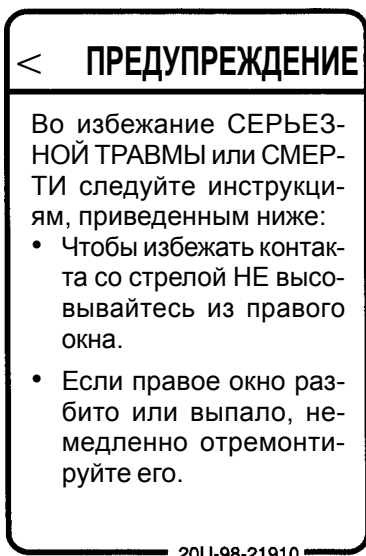 < ПРЕДУПРЕЖДЕНИЕ
Во избежание СЕРЬЕЗ-
НОЙ ТРАВМЫ или СМЕР-
ТИ следуйте инструкци-
ям, приведенным ниже:
• Чтобы избежать контак-
та со стрелой НЕ высо-
вывайтесь из правого
окна.
• Если правое окно раз-
бито или выпало, не-
медленно отремонти-
руйте его.
20U-98-21910